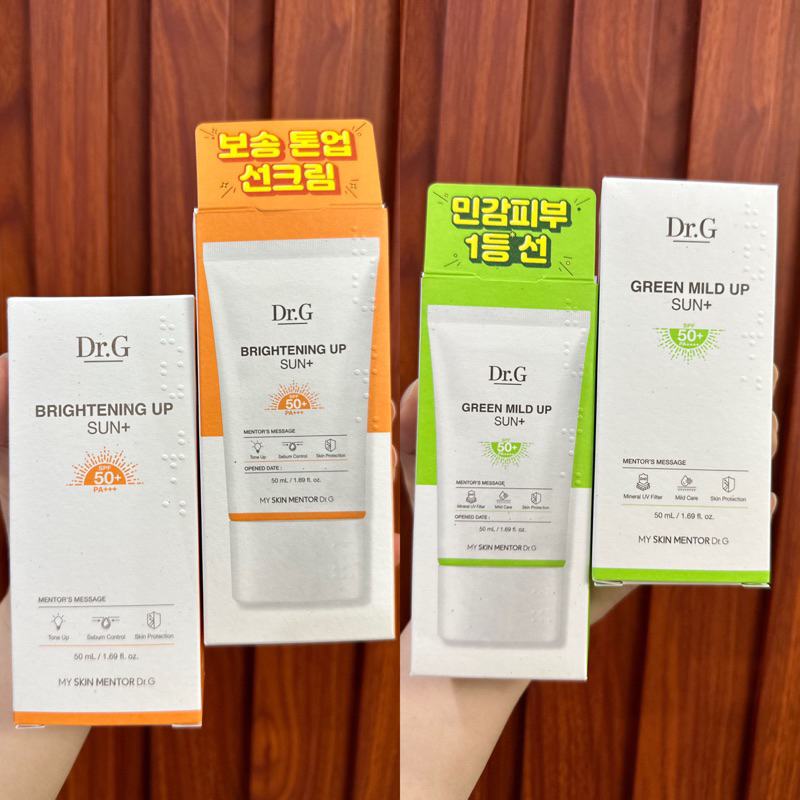 Dr.G
BRIGHTENING UP
SUN+
SPF
50+
PA+++
MENTOR'S MESSAGE
Tone Up
Sebum Control
Skin Protection
50 mL / 1.69 fl. oz.
MY SKIN MENTOR Dr.G
보송 톤업
선크림
Dr.G
BRIGHTENING UP
SUN+
SPF
50+
PA+++
MENTOR'S MESSAGE
Tone Up
Sebum Control
Skin Protection
OPENED DATE :
50 mL / 1.69 fl. oz.
MY SKIN MENTOR Dr.G
민감피부
1등 선
Dr.G
GREEN MILD UP
SUN+
SPF
50+
MENTOR'S MESSAGE
Mineral UV Filter
Mild Care
Skin Protection
OPENED DATE :
50 mL / 1.69 fl. oz.
MY SKIN MENTOR Dr.G
Dr.G
GREEN MILD UP
SUN+
SPF
50+
PA++++
MENTOR'S MESSAGE
Mineral UV Filter
Mild Care
Skin Protection
50 mL / 1.69 fl. oz.
MY SKIN MENTOR Dr.G